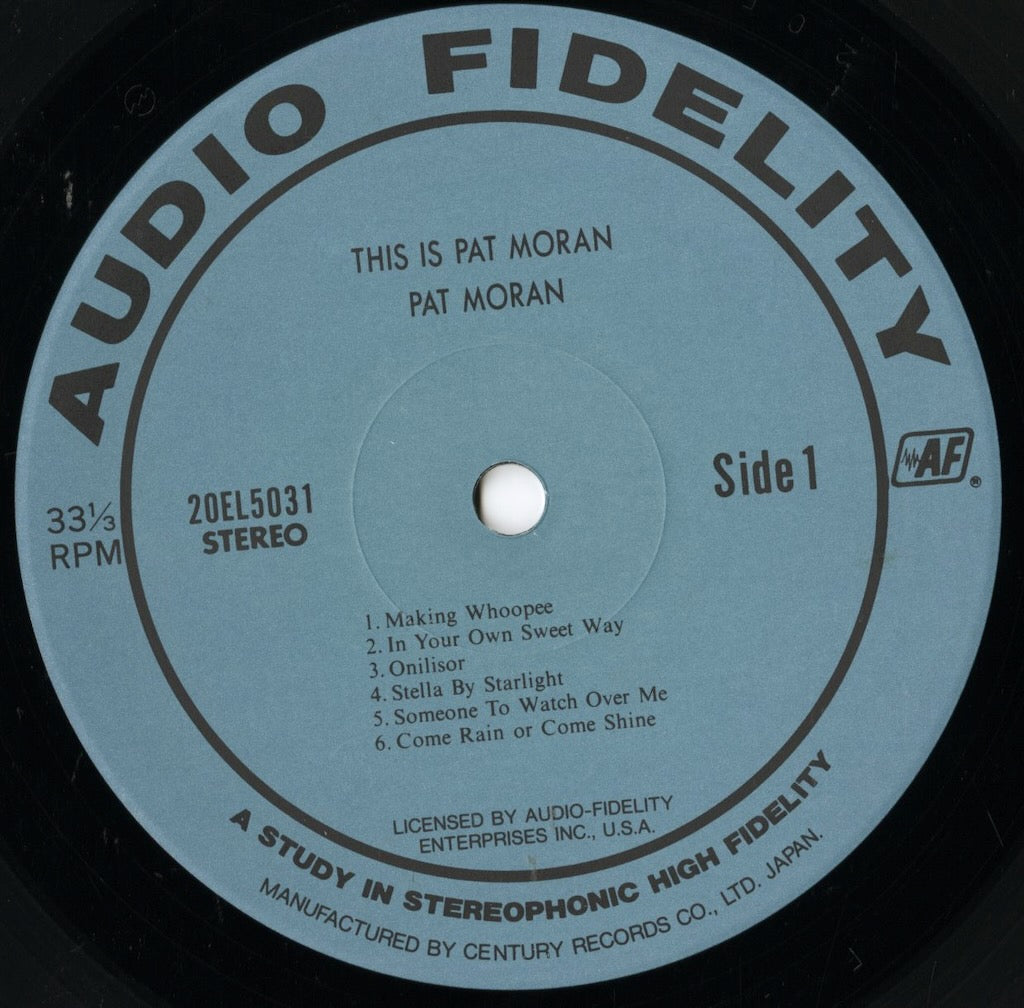 AUDIO FIDELITY
THIS IS PAT MORAN
PAT MORAN
Side 1
AF
®
20EL5031
STEREO
33⅓
RPM
1. Making Whoopee
2. In Your Own Sweet Way
3. Onilisor
4. Stella By Starlight
5. Someone To Watch Over Me
6. Come Rain or Come Shine
LICENSED BY AUDIO-FIDELITY
ENTERPRISES INC., U.S.A.
A STUDY IN STEREOPHONIC HIGH FIDELITY
MANUFACTURED BY CENTURY RECORDS CO., LTD. JAPAN.